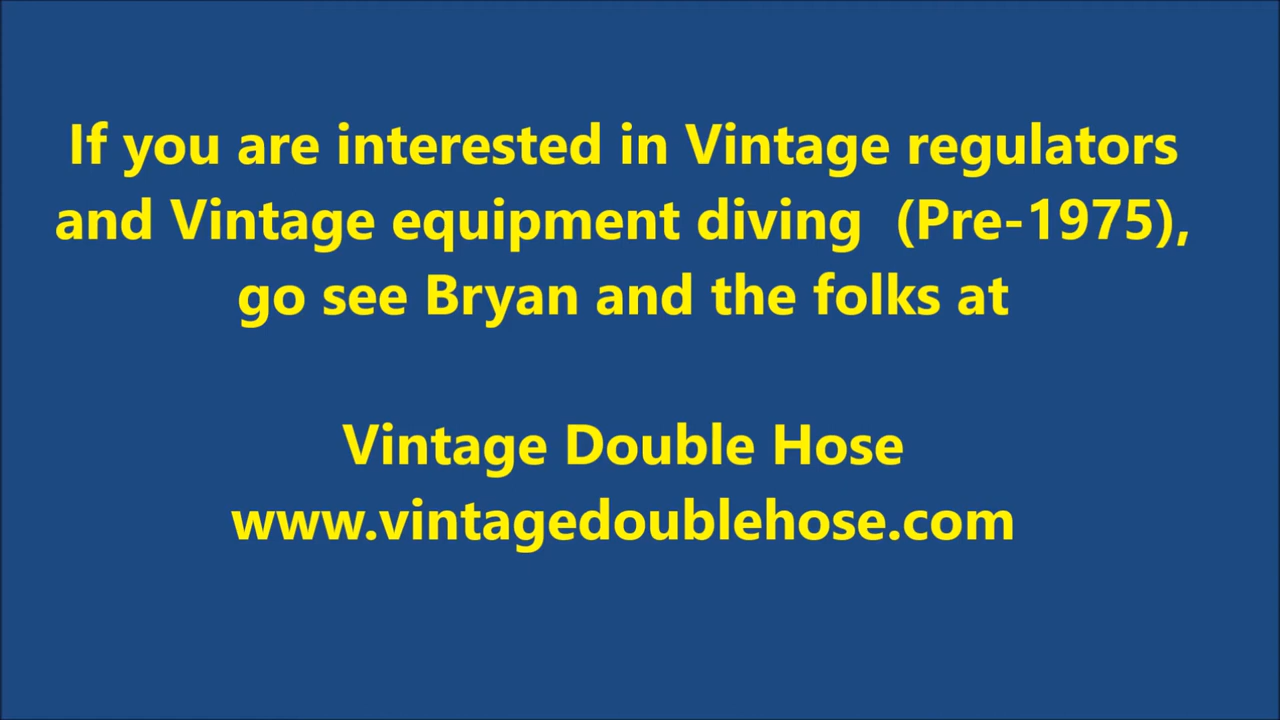 If you are interested in Vintage regulators
and Vintage equipment diving  (Pre-1975),
go see Bryan and the folks at
Vintage Double Hose
www.vintagedoublehose.com